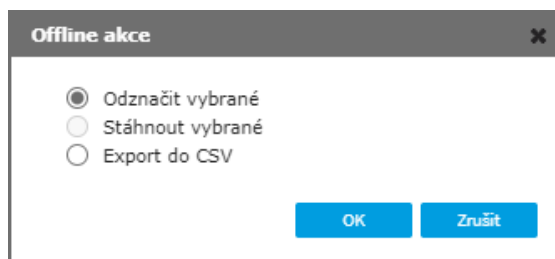 Offline akce
Odznačit vybrané
Stáhnout vybrané
Export do CSV
OK Zrušit